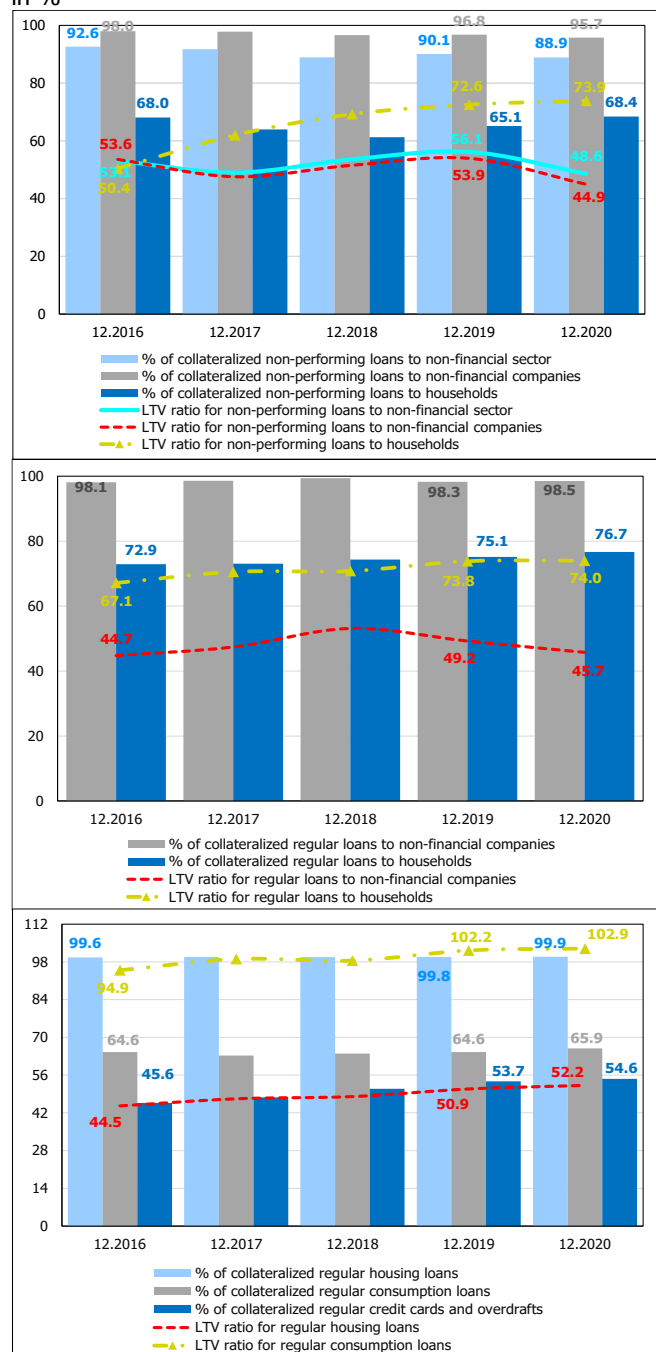 in %
100
80
60
40
20
0
92.6 98.0 68.0 53.6 53.1 50.4
90.1 96.8 72.6 65.1 56.1 53.9
88.9 95.7 73.9 68.4 48.6 44.9
12.2016 12.2017 12.2018 12.2019 12.2020
% of collateralized non-performing loans to non-financial sector
% of collateralized non-performing loans to non-financial companies
% of collateralized non-performing loans to households
LTV ratio for non-performing loans to non-financial sector
LTV ratio for non-performing loans to non-financial companies
LTV ratio for non-performing loans to households
100
80
60
40
20
0
98.1 72.9 67.1 44.7
98.3 75.1 73.8 49.2
98.5 76.7 74.0 45.7
12.2016 12.2017 12.2018 12.2019 12.2020
% of collateralized regular loans to non-financial companies
% of collateralized regular loans to households
LTV ratio for regular loans to non-financial companies
LTV ratio for regular loans to households
112
98
84
70
56
42
28
14
0
99.6 94.9 64.6 45.6 44.5
102.2 99.8 64.6 53.7 50.9
102.9 99.9 65.9 54.6 52.2
12.2016 12.2017 12.2018 12.2019 12.2020
% of collateralized regular housing loans
% of collateralized regular consumption loans
% of collateralized regular credit cards and overdrafts
LTV ratio for regular housing loans
LTV ratio for regular consumption loans